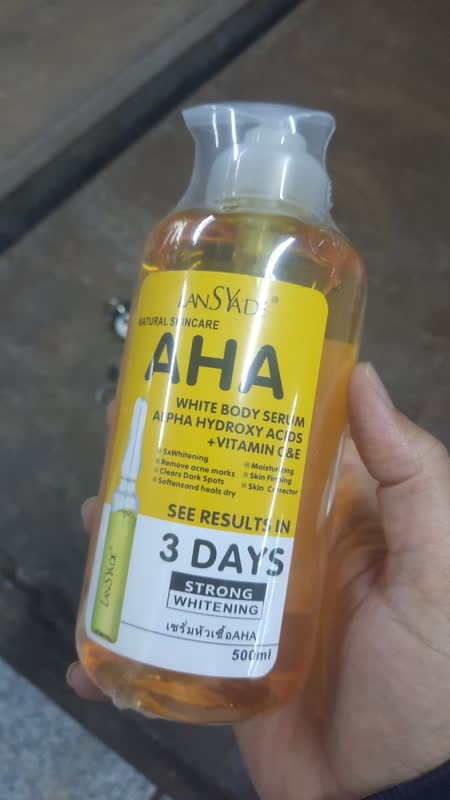 LANSYADE®
NATURAL SKINCARE
AHA
WHITE BODY SERUM
ALPHA HYDROXY ACIDS
+VITAMIN C&E
5xWhitening
Remove acne marks
Clears Dark Spots
Softensand heals dry
Moisturizing
Skin Firming
Skin Corrector
SEE RESULTS IN
3 DAYS
STRONG
WHITENING
เซรั่มหัวเชื้อAHA
500ml
LANSYADE®